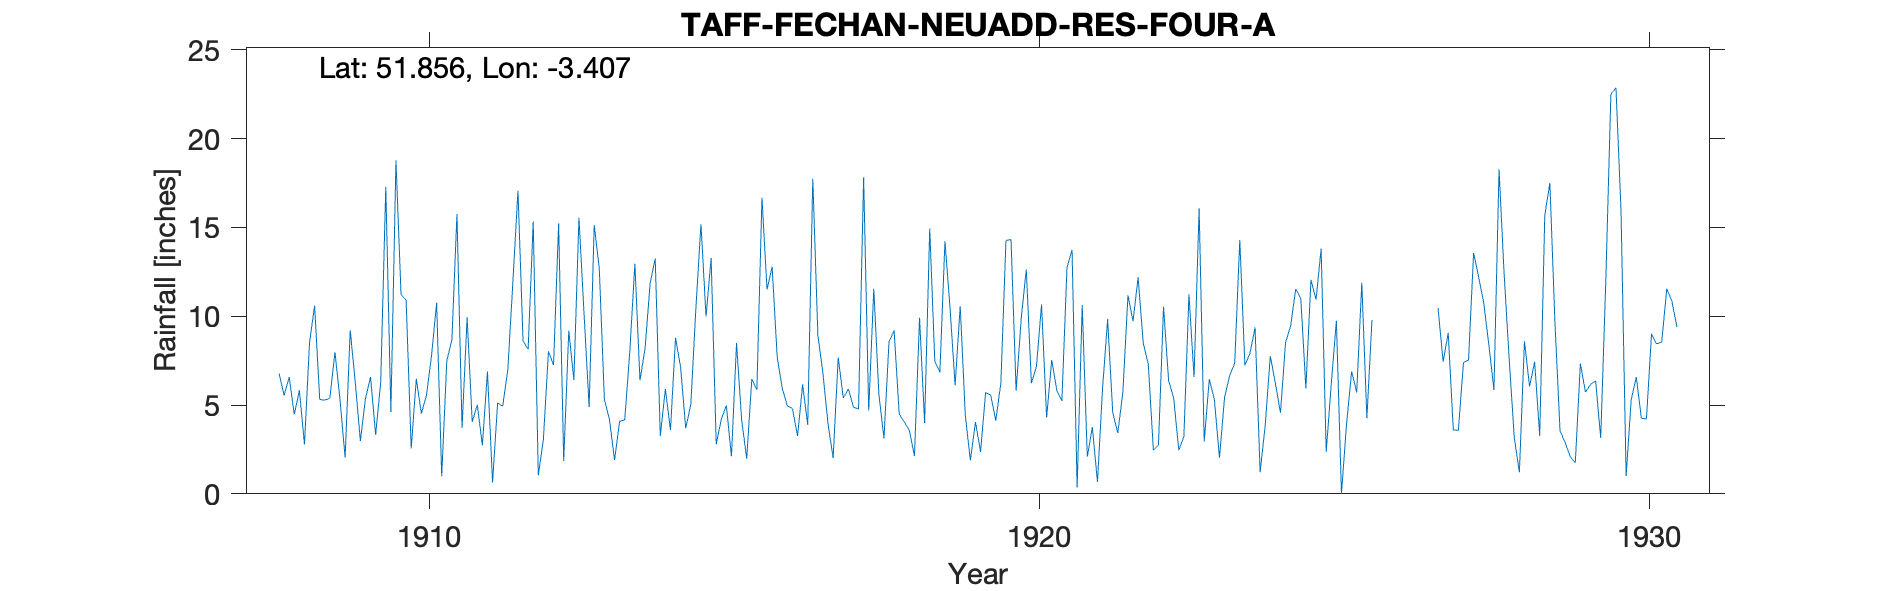 TAFF-FECHAN-NEUADD-RES-FOUR-A
Lat: 51.856, Lon: -3.407
25
20
15
10
5
0
Rainfall [inches]
1910 1920 1930
Year